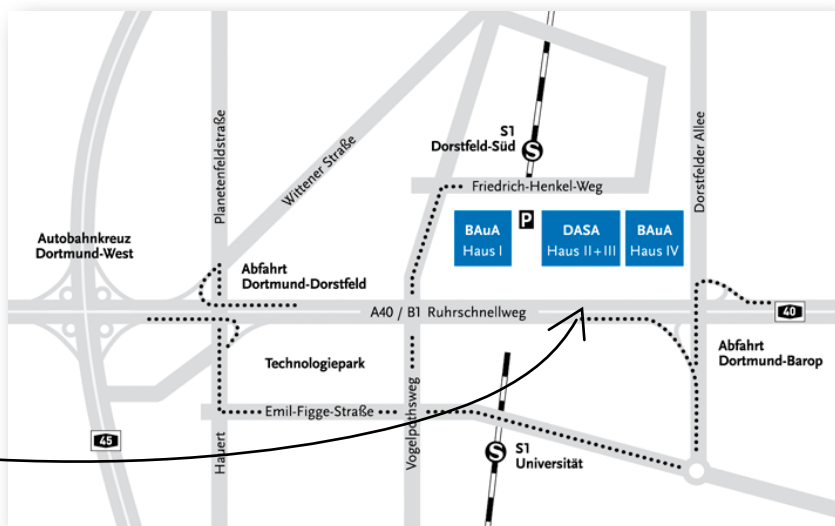 S1
Dorstfeld-Süd
S
Planetenfeldstraße
Wittener Straße
Dorstfelder Allee
Friedrich-Henkel-Weg
P
BAuA
Haus I
DASA
Haus II+III
BAuA
Haus IV
Autobahnkreuz
Dortmund-West
Abfahrt
Dortmund-Dorstfeld
A40 / B1 Ruhrschnellweg
40
Abfahrt
Dortmund-Barop
Technologiepark
Emil-Figge-Straße
Vogelpothsweg
45
Hauert
S
S1
Universität